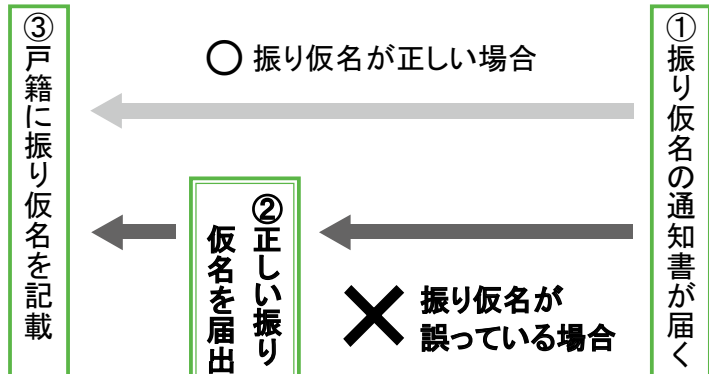 ①振り仮名の通知書が届く
○ 振り仮名が正しい場合
✕ 振り仮名が
誤っている場合
②正しい振り
仮名を届出
③戸籍に振り仮名を記載